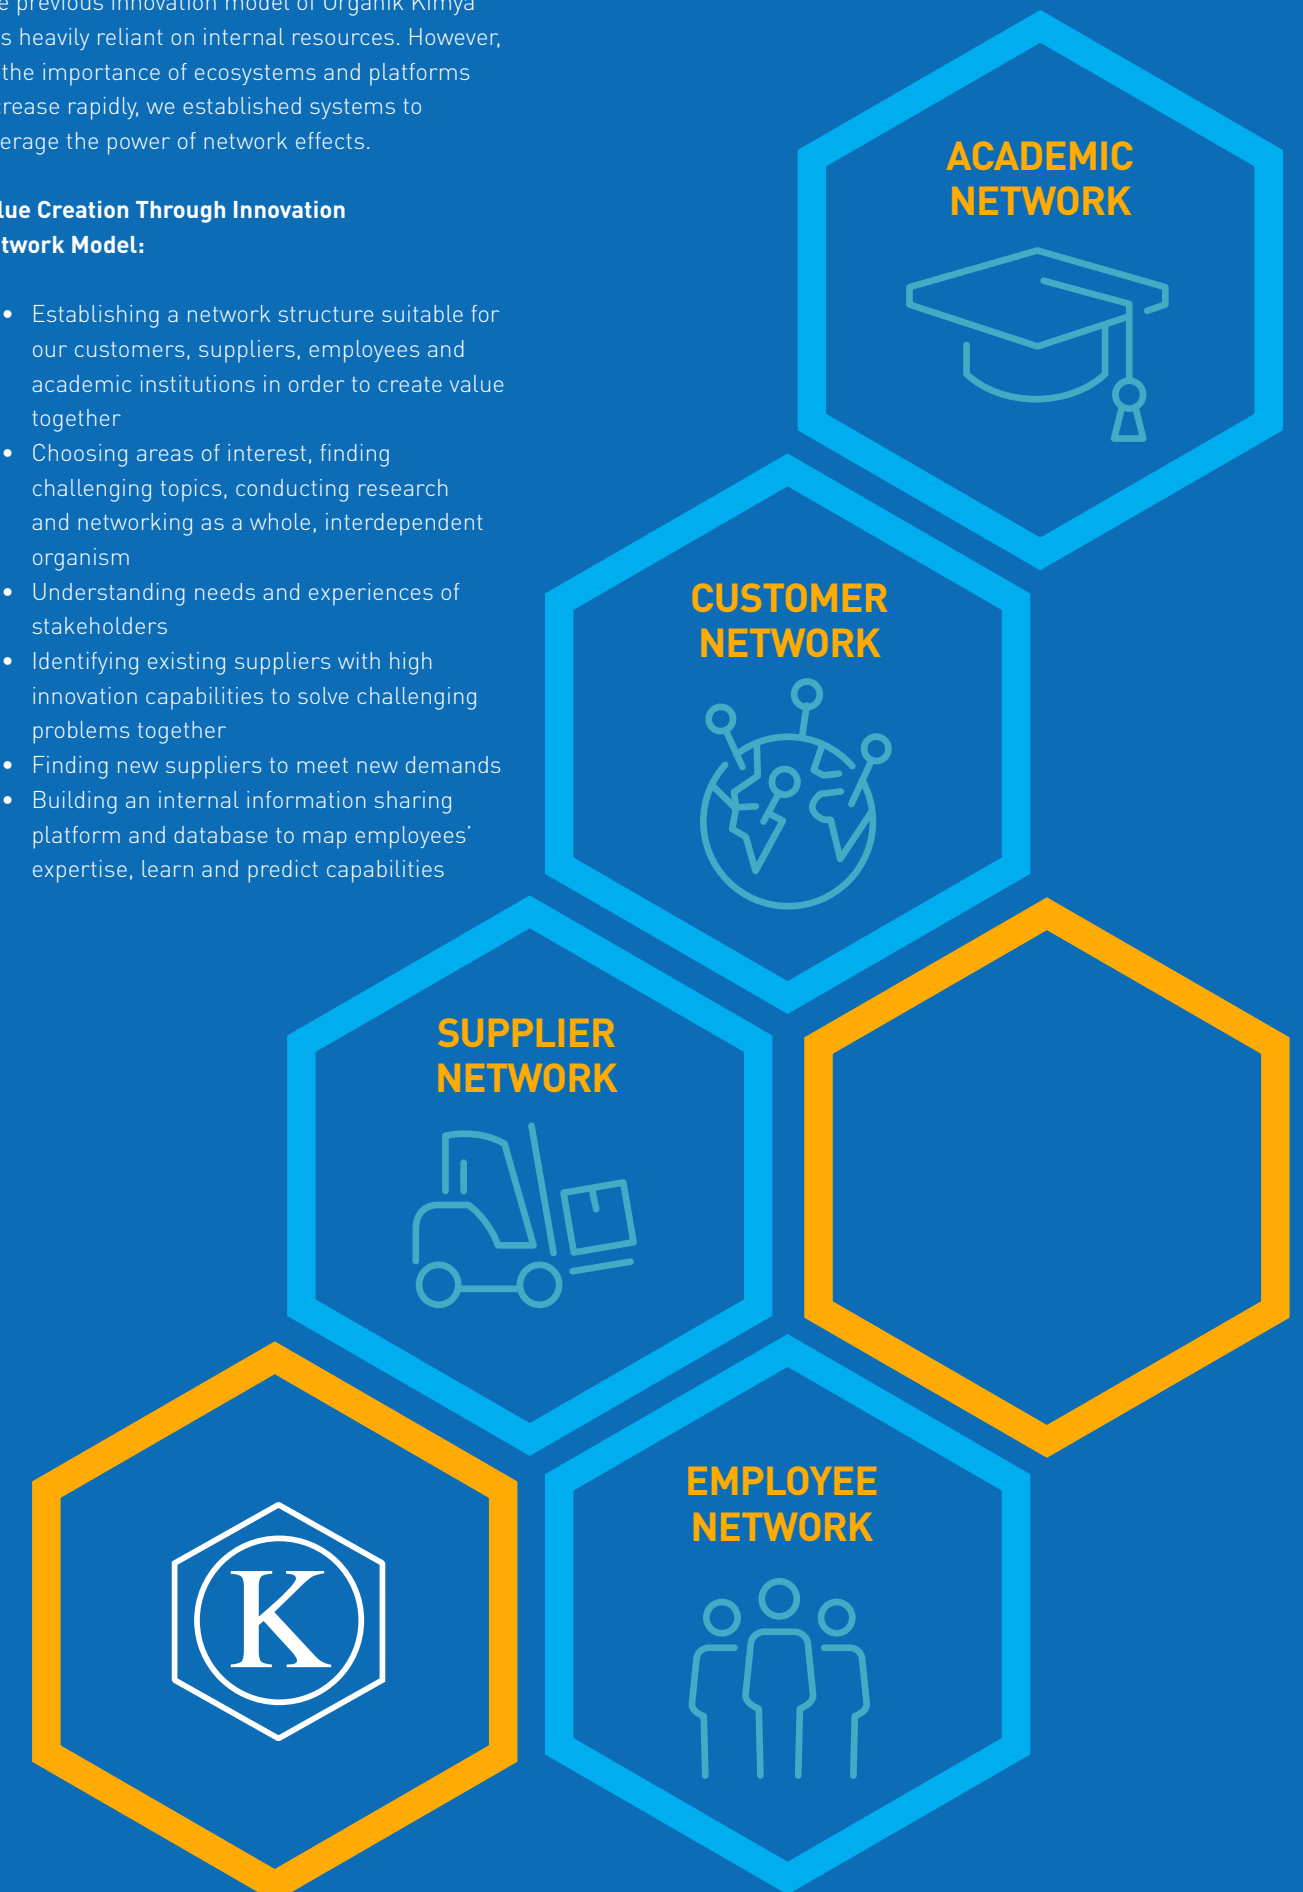 e previous innovation model of Organik Kimya
s heavily reliant on internal resources. However,
the importance of ecosystems and platforms
crease rapidly, we established systems to
erage the power of network effects.
lue Creation Through Innovation
twork Model:
• Establishing a network structure suitable for
our customers, suppliers, employees and
academic institutions in order to create value
together
• Choosing areas of interest, finding
challenging topics, conducting research
and networking as a whole, interdependent
organism
• Understanding needs and experiences of
stakeholders
• Identifying existing suppliers with high
innovation capabilities to solve challenging
problems together
• Finding new suppliers to meet new demands
• Building an internal information sharing
platform and database to map employees'
expertise, learn and predict capabilities
ACADEMIC
NETWORK
CUSTOMER
NETWORK
SUPPLIER
NETWORK
EMPLOYEE
NETWORK
K